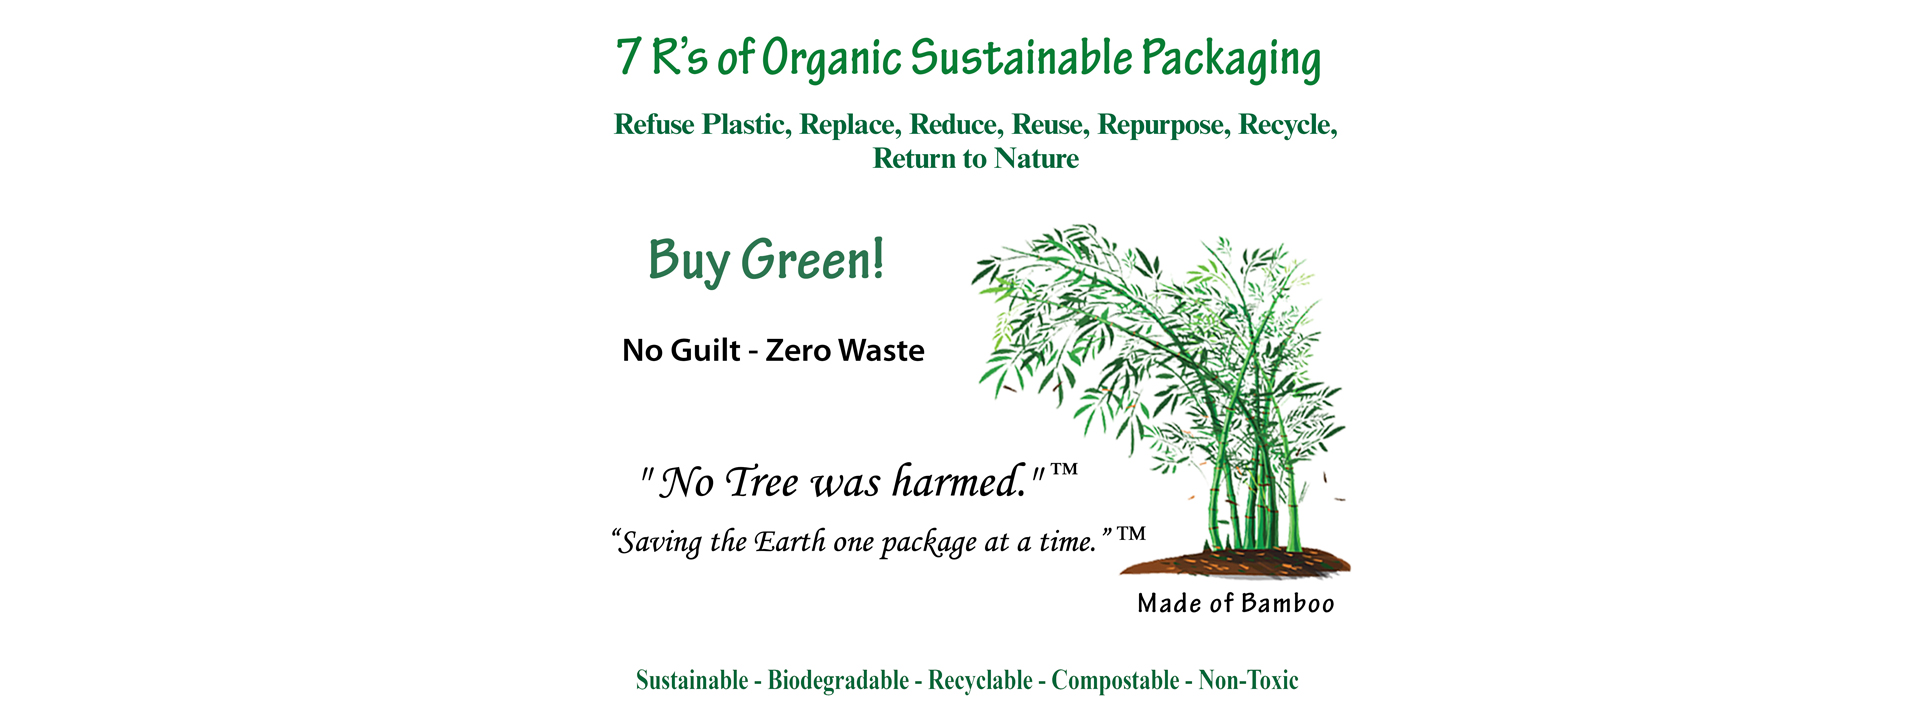 7 R's of Organic Sustainable Packaging
Refuse Plastic, Replace, Reduce, Reuse, Repurpose, Recycle,
Return to Nature
Buy Green!
No Guilt - Zero Waste
" No Tree was harmed."™
“Saving the Earth one package at a time.”™
Made of Bamboo
Sustainable - Biodegradable - Recyclable - Compostable - Non-Toxic